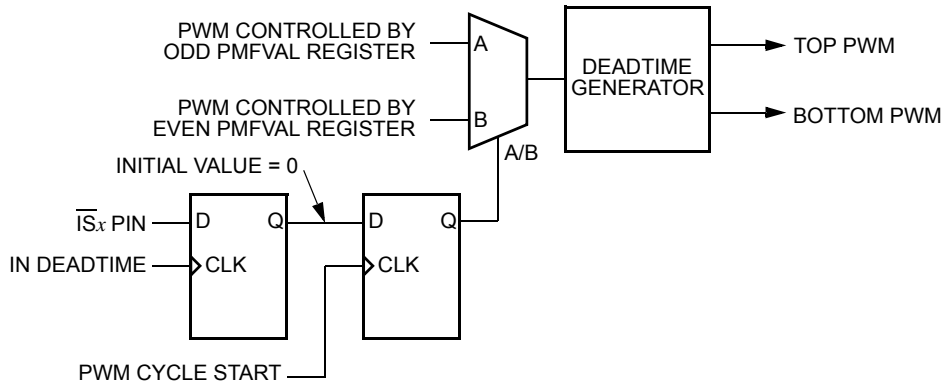 PWM CONTROLLED BY
ODD PMFVAL REGISTER
A
DEADTIME
GENERATOR
TOP PWM
PWM CONTROLLED BY
EVEN PMFVAL REGISTER
B
BOTTOM PWM
A/B
INITIAL VALUE = 0
I̅S̅x PIN
D
Q
D
Q
IN DEADTIME
CLK
CLK
PWM CYCLE START